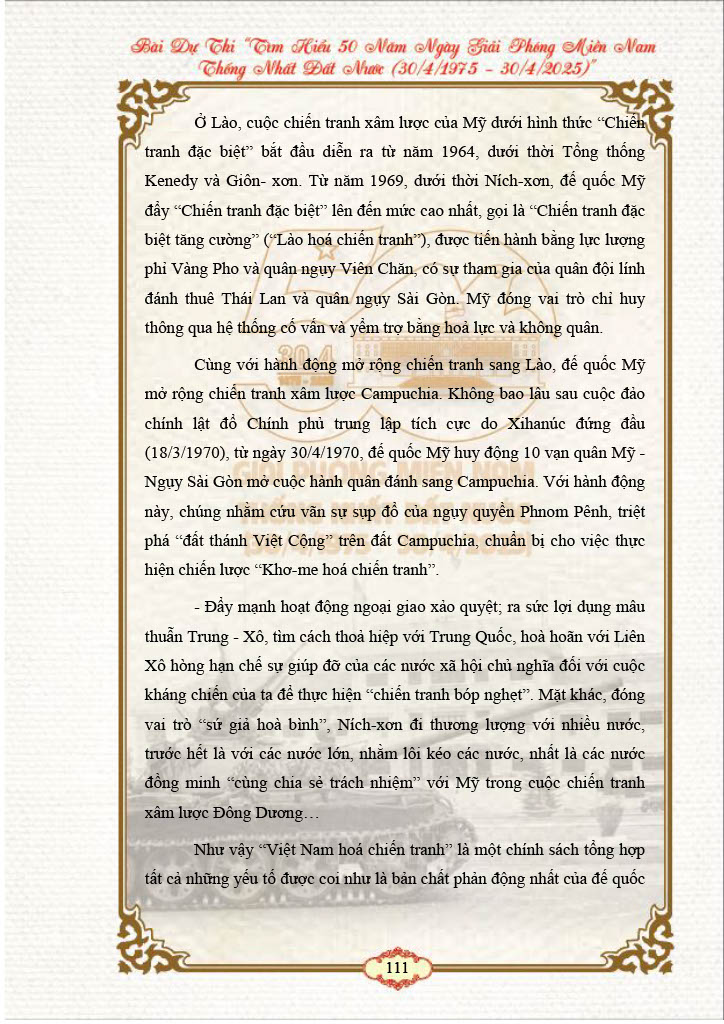 Bài Dự Thi “Tìm Hiểu 50 Năm Ngày Giải Phóng Miền Nam
Thống Nhất Đất Nước (30/4/1975 – 30/4/2025)”
Ở Lào, cuộc chiến tranh xâm lược của Mỹ dưới hình thức “Chiến
tranh đặc biệt” bắt đầu diễn ra từ năm 1964, dưới thời Tổng thống
Kenedy và Giôn- xơn. Từ năm 1969, dưới thời Ních-xơn, đế quốc Mỹ
đẩy “Chiến tranh đặc biệt” lên đến mức cao nhất, gọi là “Chiến tranh đặc
biệt tăng cường” (“Lào hoá chiến tranh”), được tiến hành bằng lực lượng
phỉ Vàng Pho và quân ngụy Viên Chăn, có sự tham gia của quân đội lính
đánh thuê Thái Lan và quân ngụy Sài Gòn. Mỹ đóng vai trò chỉ huy
thông qua hệ thống cố vấn và yểm trợ bằng hoả lực và không quân.
Cùng với hành động mở rộng chiến tranh sang Lào, đế quốc Mỹ
mở rộng chiến tranh xâm lược Campuchia. Không bao lâu sau cuộc đảo
chính lật đổ Chính phủ trung lập tích cực do Xihanúc đứng đầu
(18/3/1970), từ ngày 30/4/1970, đế quốc Mỹ huy động 10 vạn quân Mỹ -
Ngụy Sài Gòn mở cuộc hành quân đánh sang Campuchia. Với hành động
này, chúng nhằm cứu vãn sự sụp đổ của ngụy quyền Phnom Pênh, triệt
phá “đất thánh Việt Cộng” trên đất Campuchia, chuẩn bị cho việc thực
hiện chiến lược “Khơ-me hoá chiến tranh”.
- Đẩy mạnh hoạt động ngoại giao xảo quyệt; ra sức lợi dụng mâu
thuẫn Trung - Xô, tìm cách thoả hiệp với Trung Quốc, hoà hoãn với Liên
Xô hòng hạn chế sự giúp đỡ của các nước xã hội chủ nghĩa đối với cuộc
kháng chiến của ta để thực hiện “chiến tranh bóp nghẹt”. Mặt khác, đóng
vai trò “sứ giả hoà bình”, Ních-xơn đi thương lượng với nhiều nước,
trước hết là với các nước lớn, nhằm lôi kéo các nước, nhất là các nước
đồng minh “cùng chia sẻ trách nhiệm” với Mỹ trong cuộc chiến tranh
xâm lược Đông Dương…
Như vậy “Việt Nam hoá chiến tranh” là một chính sách tổng hợp
tất cả những yếu tố được coi như là bản chất phản động nhất của đế quốc
111
50
30-4
GIẢI PHÓNG MIỀN NAM
THỐNG NHẤT ĐẤT NƯỚC
(30/4/1975 - 30/4/2025)